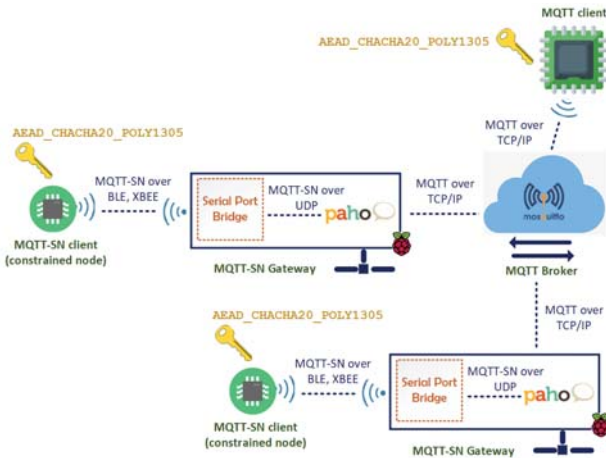 MQTT client
AEAD_CHACHA20_POLY1305
MQTT over
TCP/IP
AEAD_CHACHA20_POLY1305
MQTT-SN over
BLE, XBEE
Serial Port
Bridge
MQTT-SN over
UDP
paho
MQTT over
TCP/IP
mosquitto
MQTT-SN client
(constrained node)
MQTT-SN Gateway
MQTT Broker
MQTT over
TCP/IP
AEAD_CHACHA20_POLY1305
MQTT-SN over
BLE, XBEE
Serial Port
Bridge
MQTT-SN over
UDP
paho
MQTT-SN client
(constrained node)
MQTT-SN Gateway